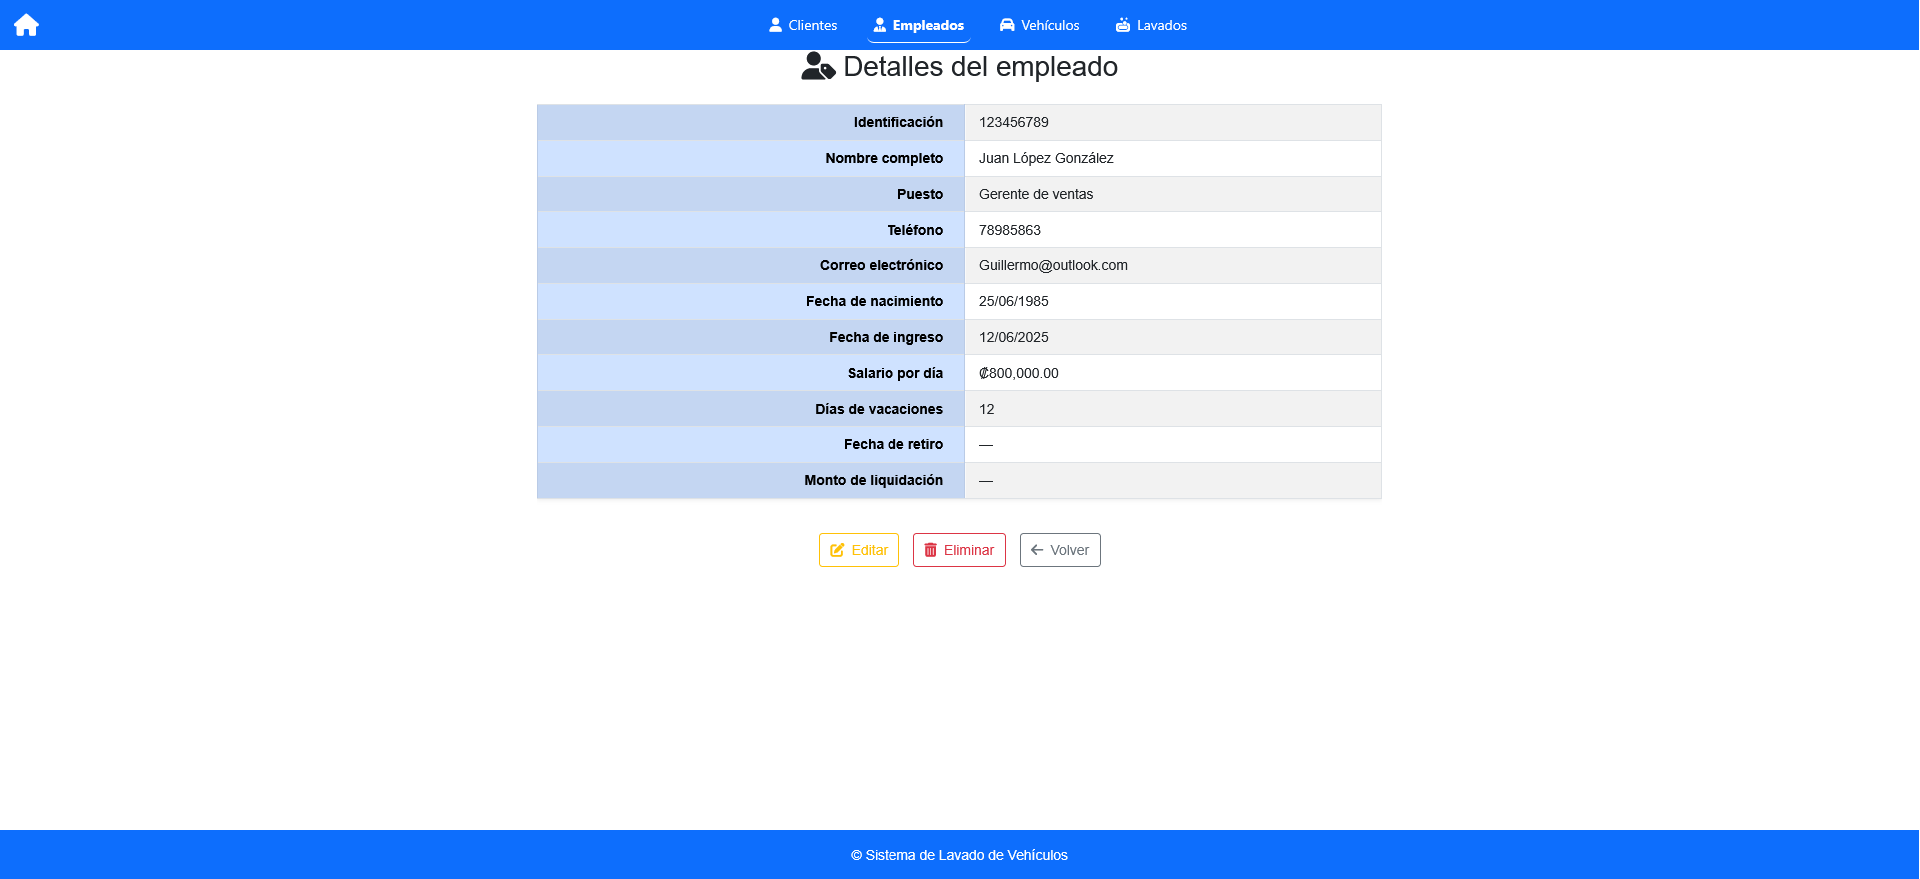 Clientes Empleados Vehículos Lavados
Detalles del empleado
Identificación 123456789
Nombre completo Juan López González
Puesto Gerente de ventas
Teléfono 78985863
Correo electrónico Guillermo@outlook.com
Fecha de nacimiento 25/06/1985
Fecha de ingreso 12/06/2025
Salario por día ₡800,000.00
Días de vacaciones 12
Fecha de retiro —
Monto de liquidación —
Editar Eliminar Volver
© Sistema de Lavado de Vehículos